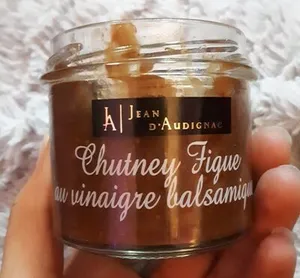 JA JEAN
D'AUDIGNAC
Chutney Figue
au vinaigre balsamique